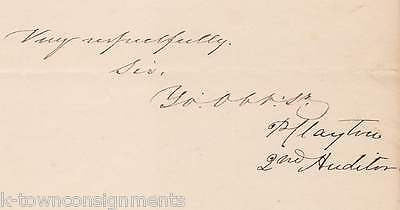 Very respectfully.
Sir.
Yo. Obt. St.
P Clayton
2nd Auditor
k-townconsignments